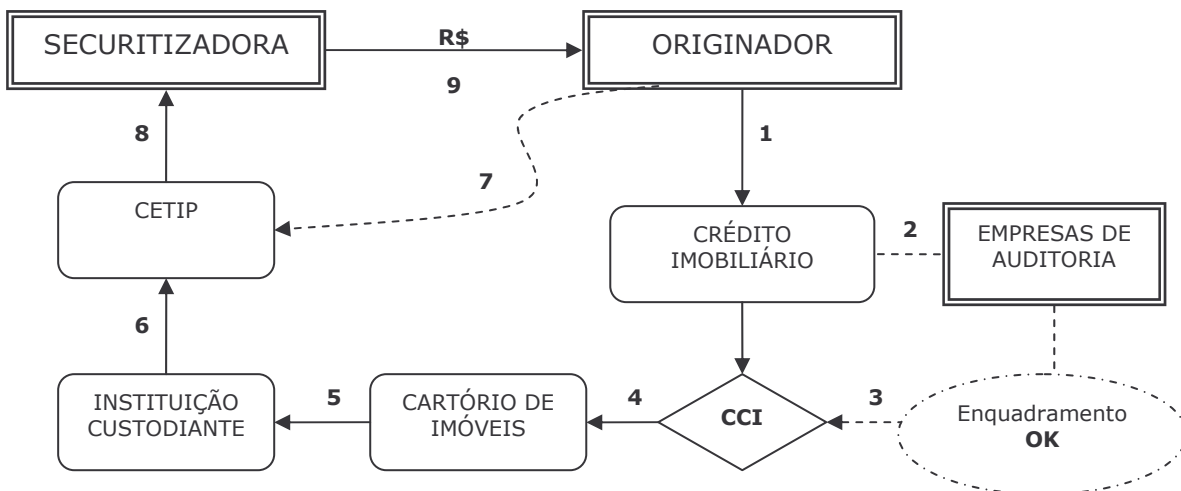 SECURITIZADORA
R$
ORIGINADOR
9
8
1
7
CETIP
CRÉDITO
IMOBILIÁRIO
2
EMPRESAS DE
AUDITORIA
6
INSTITUIÇÃO
CUSTODIANTE
5
CARTÓRIO DE
IMÓVEIS
4
CCI
3
Enquadramento
OK